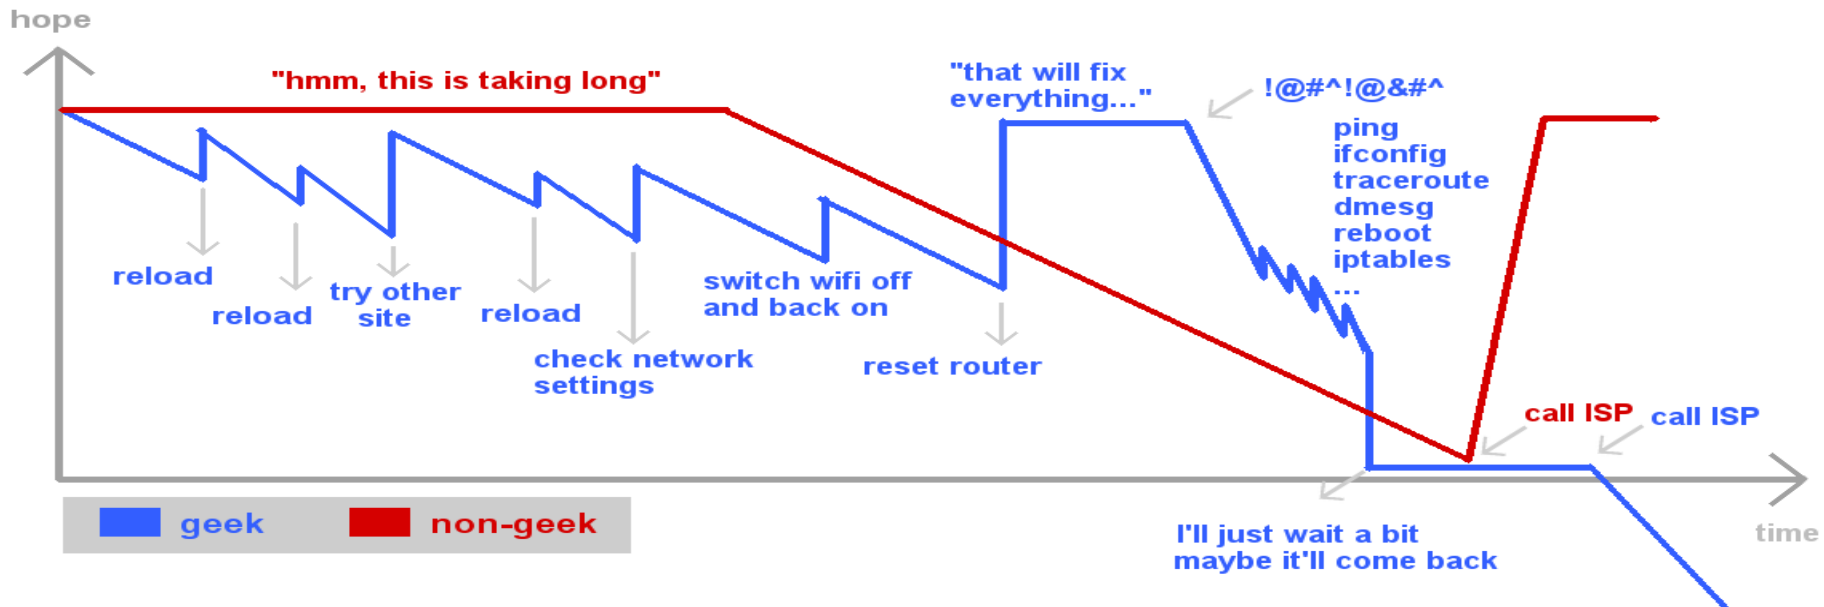 hope
"hmm, this is taking long"
"that will fix
everything..."
!@#^!@&#^
ping
ifconfig
traceroute
dmesg
reboot
iptables
...
reload
reload
try other
site
reload
check network
settings
switch wifi off
and back on
reset router
call ISP
call ISP
geek
non-geek
I'll just wait a bit
maybe it'll come back
time